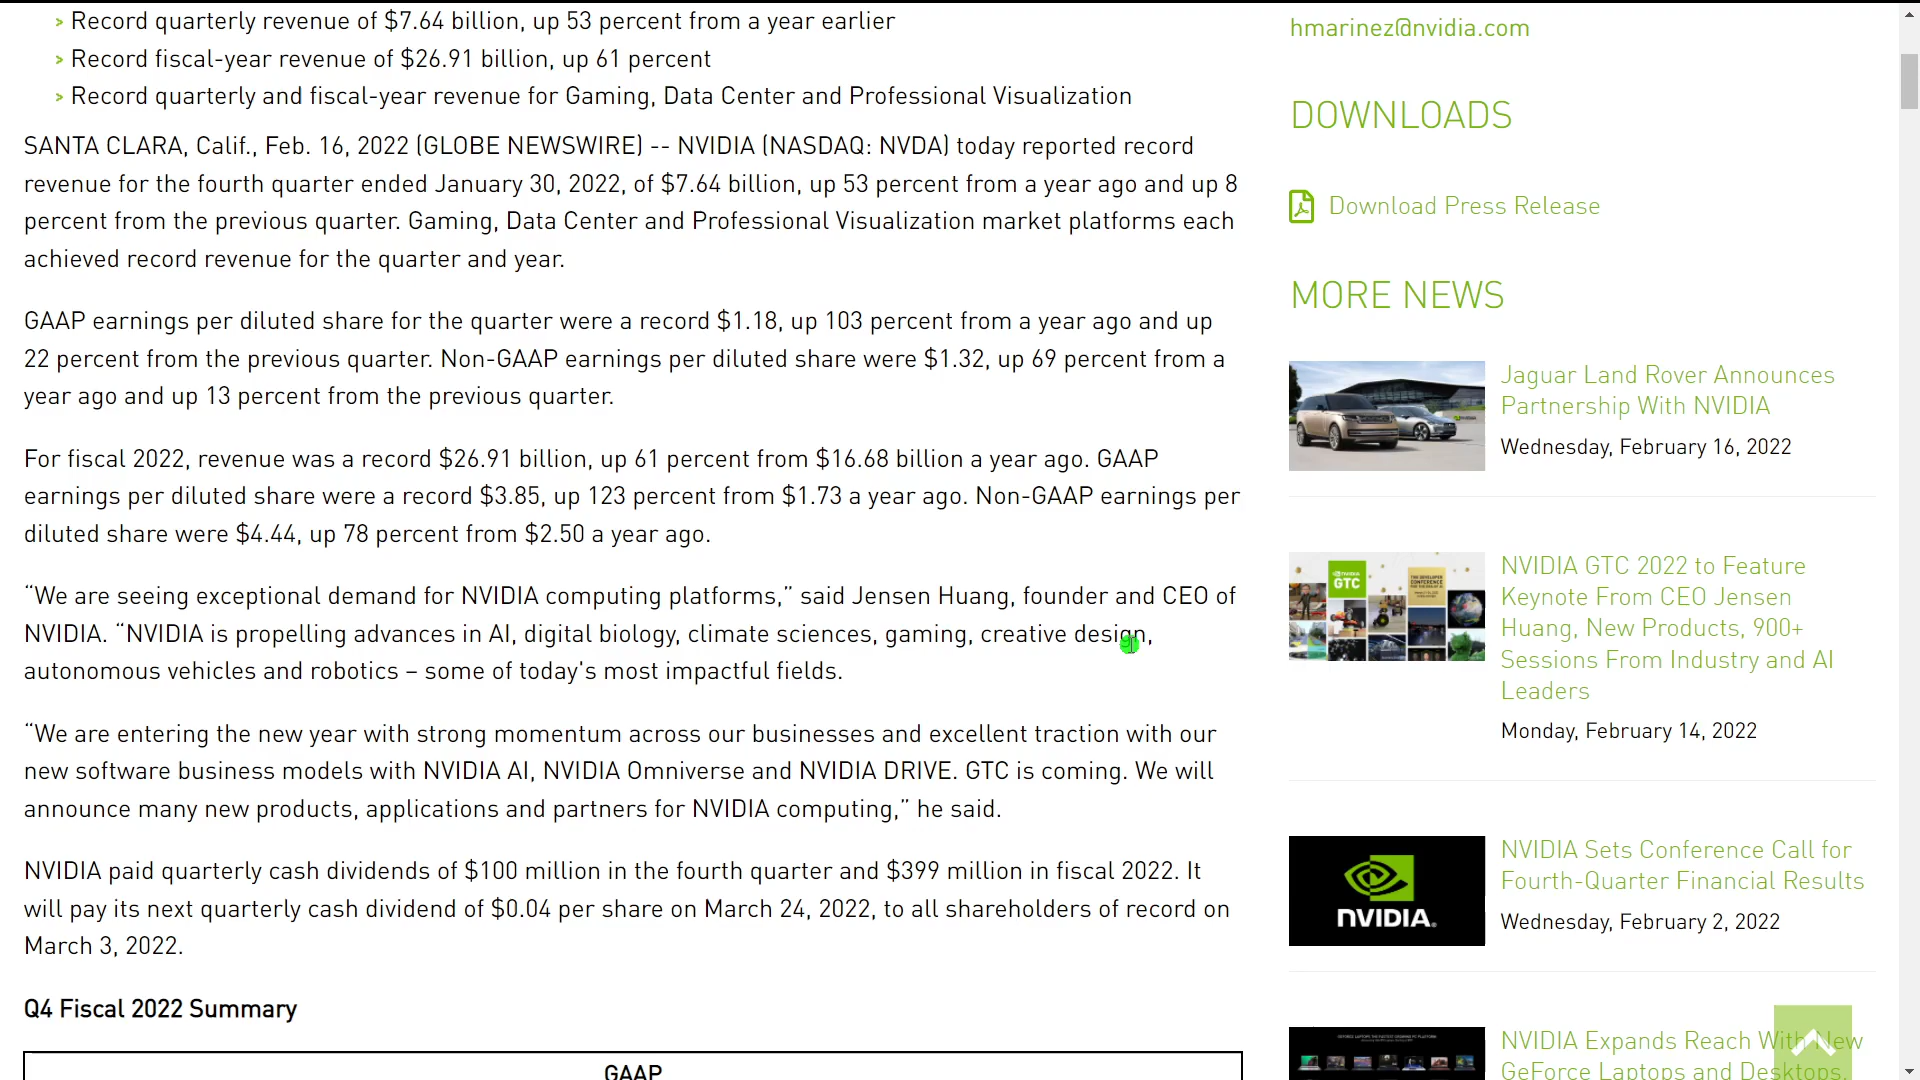 > Record quarterly revenue of $7.64 billion, up 53 percent from a year earlier
> Record fiscal-year revenue of $26.91 billion, up 61 percent
> Record quarterly and fiscal-year revenue for Gaming, Data Center and Professional Visualization
SANTA CLARA, Calif., Feb. 16, 2022 (GLOBE NEWSWIRE) -- NVIDIA (NASDAQ: NVDA) today reported record
revenue for the fourth quarter ended January 30, 2022, of $7.64 billion, up 53 percent from a year ago and up 8
percent from the previous quarter. Gaming, Data Center and Professional Visualization market platforms each
achieved record revenue for the quarter and year.
GAAP earnings per diluted share for the quarter were a record $1.18, up 103 percent from a year ago and up
22 percent from the previous quarter. Non-GAAP earnings per diluted share were $1.32, up 69 percent from a
year ago and up 13 percent from the previous quarter.
For fiscal 2022, revenue was a record $26.91 billion, up 61 percent from $16.68 billion a year ago. GAAP
earnings per diluted share were a record $3.85, up 123 percent from $1.73 a year ago. Non-GAAP earnings per
diluted share were $4.44, up 78 percent from $2.50 a year ago.
“We are seeing exceptional demand for NVIDIA computing platforms,” said Jensen Huang, founder and CEO of
NVIDIA. “NVIDIA is propelling advances in AI, digital biology, climate sciences, gaming, creative design,
autonomous vehicles and robotics – some of today's most impactful fields.
“We are entering the new year with strong momentum across our businesses and excellent traction with our
new software business models with NVIDIA AI, NVIDIA Omniverse and NVIDIA DRIVE. GTC is coming. We will
announce many new products, applications and partners for NVIDIA computing,” he said.
NVIDIA paid quarterly cash dividends of $100 million in the fourth quarter and $399 million in fiscal 2022. It
will pay its next quarterly cash dividend of $0.04 per share on March 24, 2022, to all shareholders of record on
March 3, 2022.
Q4 Fiscal 2022 Summary
GAAP
hmarinez@nvidia.com
DOWNLOADS
Download Press Release
MORE NEWS
Jaguar Land Rover Announces
Partnership With NVIDIA
Wednesday, February 16, 2022
GTC
NVIDIA GTC 2022 to Feature
Keynote From CEO Jensen
Huang, New Products, 900+
Sessions From Industry and AI
Leaders
Monday, February 14, 2022
NVIDIA.
NVIDIA Sets Conference Call for
Fourth-Quarter Financial Results
Wednesday, February 2, 2022
NVIDIA Expands Reach With New
GeForce Laptops and Desktops,